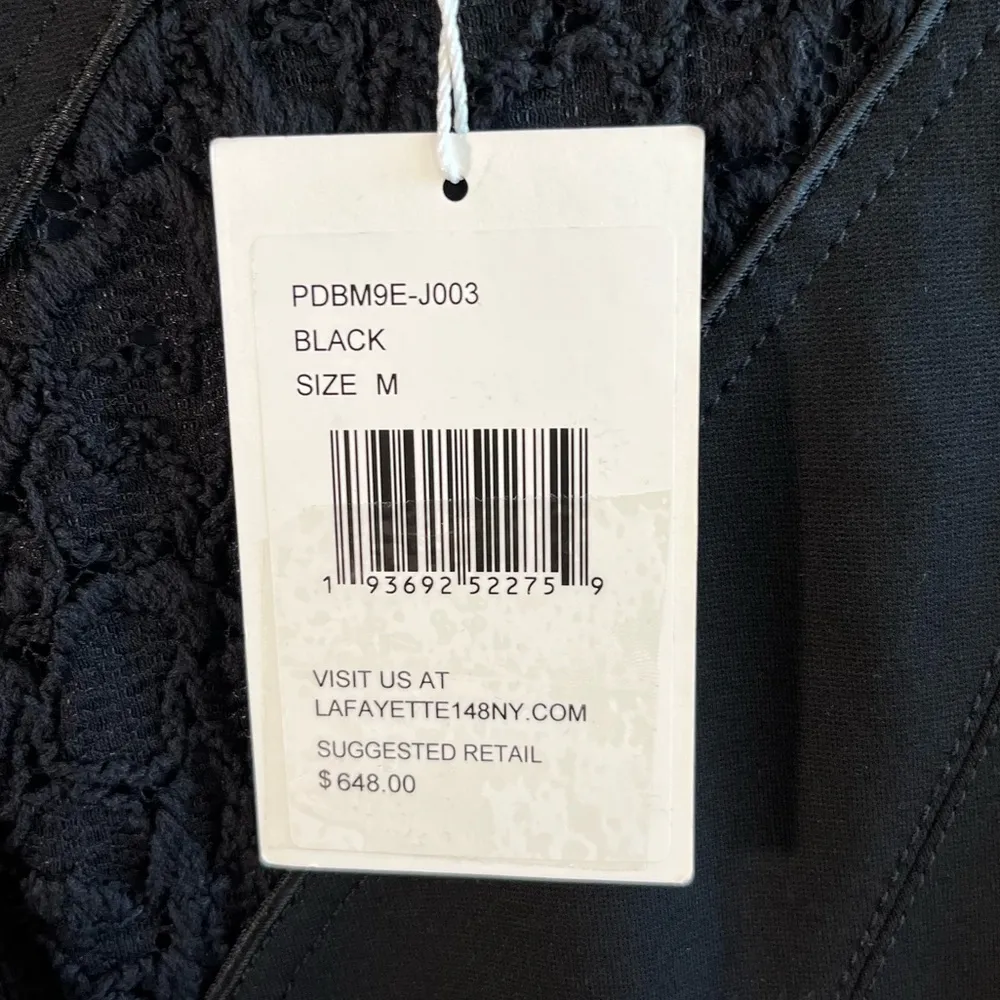 PDBM9E-J003
BLACK
SIZE M
1 93692 52275 9
VISIT US AT
LAFAYETTE148NY.COM
SUGGESTED RETAIL
$648.00